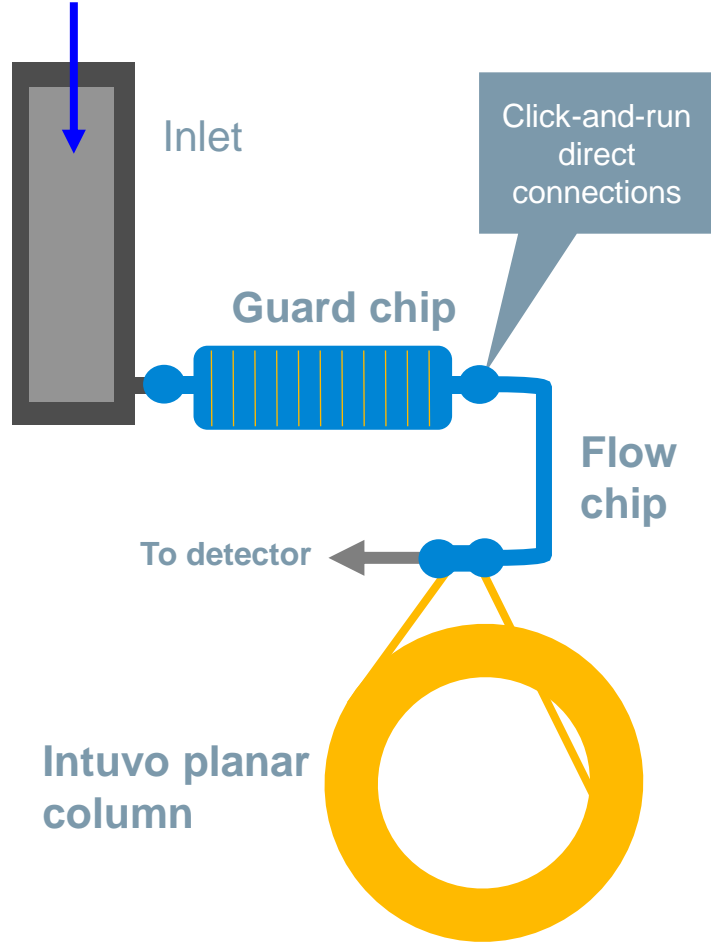 Inlet
Click-and-run
direct
connections
Guard chip
Flow
chip
To detector
Intuvo planar
column